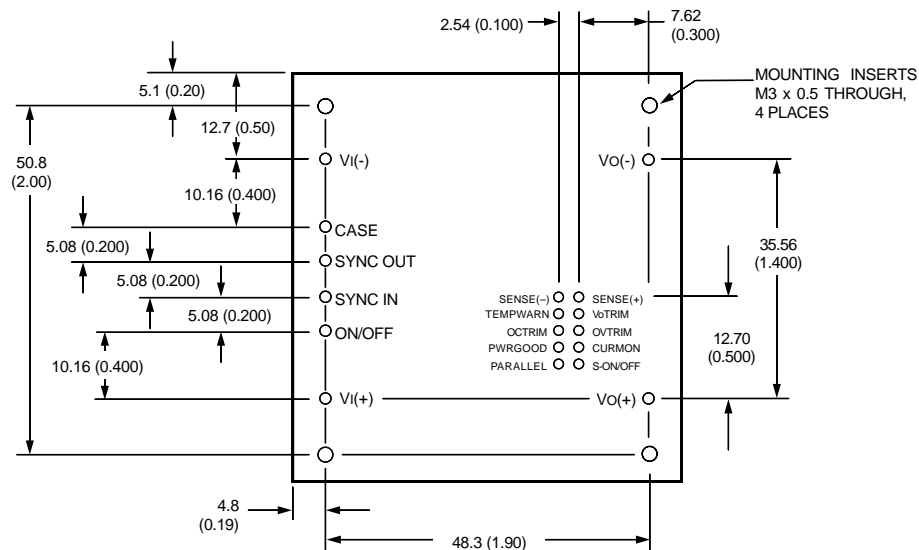 2.54 (0.100)
7.62
(0.300)
MOUNTING INSERTS
M3 x 0.5 THROUGH,
4 PLACES
5.1 (0.20)
12.7 (0.50)
50.8
(2.00)
VI(-)
VO(-)
10.16 (0.400)
CASE
5.08 (0.200)
SYNC OUT
35.56
(1.400)
5.08 (0.200)
SYNC IN
SENSE(–)
SENSE(+)
TEMPWARN
VoTRIM
5.08 (0.200)
ON/OFF
OCTRIM
OVTRIM
12.70
(0.500)
PWRGOOD
CURMON
10.16 (0.400)
PARALLEL
S-ON/OFF
VI(+)
VO(+)
4.8
(0.19)
48.3 (1.90)